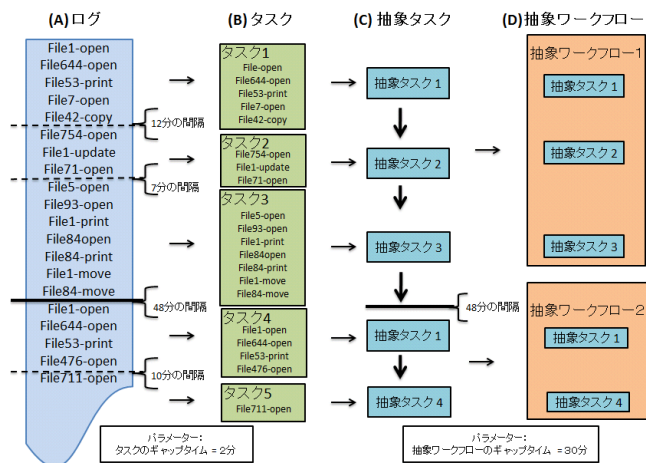 (A) ログ
(B) タスク
(C) 抽象タスク
(D) 抽象ワークフロー
File1-open
File644-open
File53-print
File7-open
File42-copy
File754-open
File1-update
File71-open
File5-open
File93-open
File1-print
File84open
File84-print
File1-move
File84-move
File1-open
File644-open
File53-print
File476-open
File711-open
12分の間隔
7分の間隔
48分の間隔
10分の間隔
タスク1
File-open
File644-open
File53-print
File7-open
File42-copy
タスク2
File754-open
File1-update
File71-open
タスク3
File5-open
File93-open
File1-print
File84open
File84-print
File1-move
File84-move
タスク4
File1-open
File644-open
File53-print
File476-open
タスク5
File711-open
抽象タスク1
抽象タスク2
抽象タスク3
48分の間隔
抽象タスク1
抽象タスク4
抽象ワークフロー1
抽象タスク1
抽象タスク2
抽象タスク3
抽象ワークフロー2
抽象タスク1
抽象タスク4
パラメーター:
タスクのギャップタイム = 2分
パラメーター:
抽象ワークフローのギャップタイム = 30分